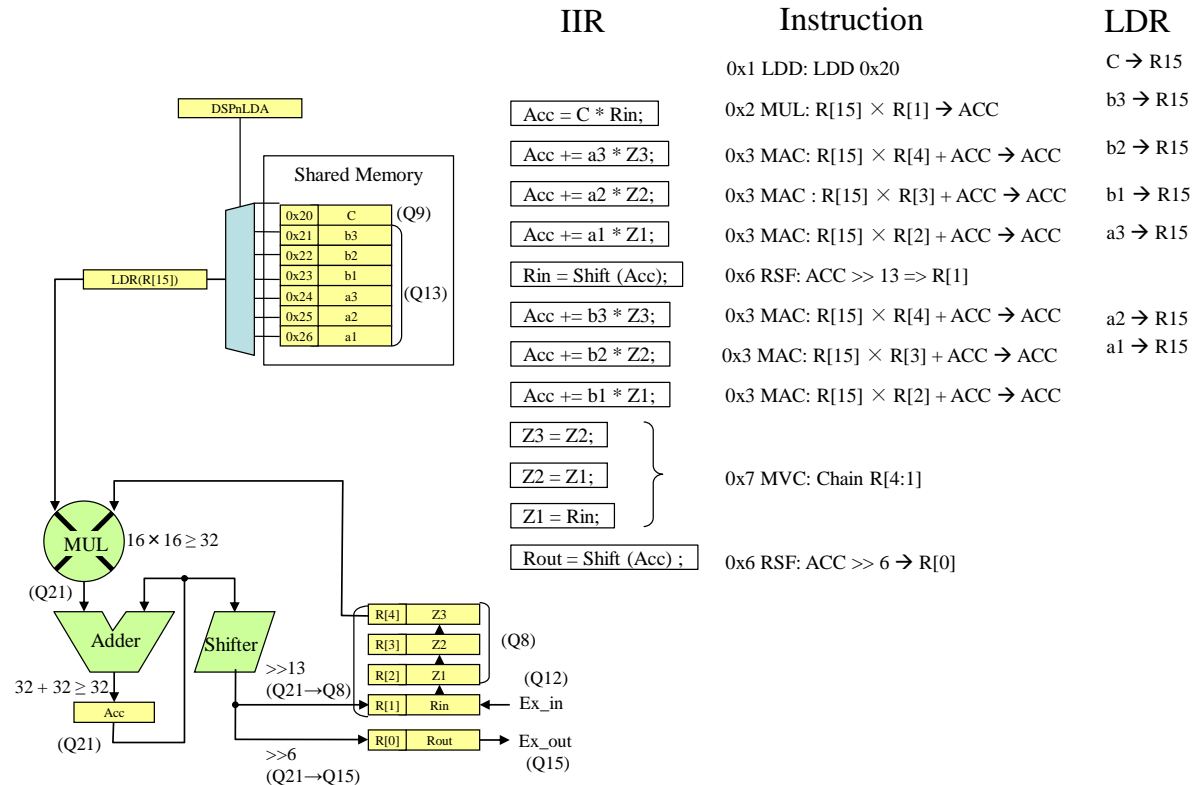 IIR Instruction LDR
0x1 LDD: LDD 0x20 C → R15
Acc = C * Rin; 0x2 MUL: R[15] × R[1] → ACC b3 → R15
Acc += a3 * Z3; 0x3 MAC: R[15] × R[4] + ACC → ACC b2 → R15
Acc += a2 * Z2; 0x3 MAC : R[15] × R[3] + ACC → ACC b1 → R15
Acc += a1 * Z1; 0x3 MAC: R[15] × R[2] + ACC → ACC a3 → R15
Rin = Shift (Acc); 0x6 RSF: ACC >> 13 => R[1]
Acc += b3 * Z3; 0x3 MAC: R[15] × R[4] + ACC → ACC a2 → R15
Acc += b2 * Z2; 0x3 MAC: R[15] × R[3] + ACC → ACC a1 → R15
Acc += b1 * Z1; 0x3 MAC: R[15] × R[2] + ACC → ACC
Z3 = Z2;
Z2 = Z1; 0x7 MVC: Chain R[4:1]
Z1 = Rin;
Rout = Shift (Acc) ; 0x6 RSF: ACC >> 6 → R[0]
DSPnLDA
Shared Memory
0x20 C (Q9)
0x21 b3
0x22 b2
0x23 b1
0x24 a3
0x25 a2
0x26 a1
(Q13)
LDR(R[15])
MUL 16 × 16 ≥ 32
(Q21)
Adder
Shifter
32 + 32 ≥ 32
Acc
(Q21)
>>13
(Q21→Q8)
>>6
(Q21→Q15)
R[4] Z3
R[3] Z2
R[2] Z1
(Q8)
(Q12)
R[1] Rin Ex_in
R[0] Rout Ex_out
(Q15)